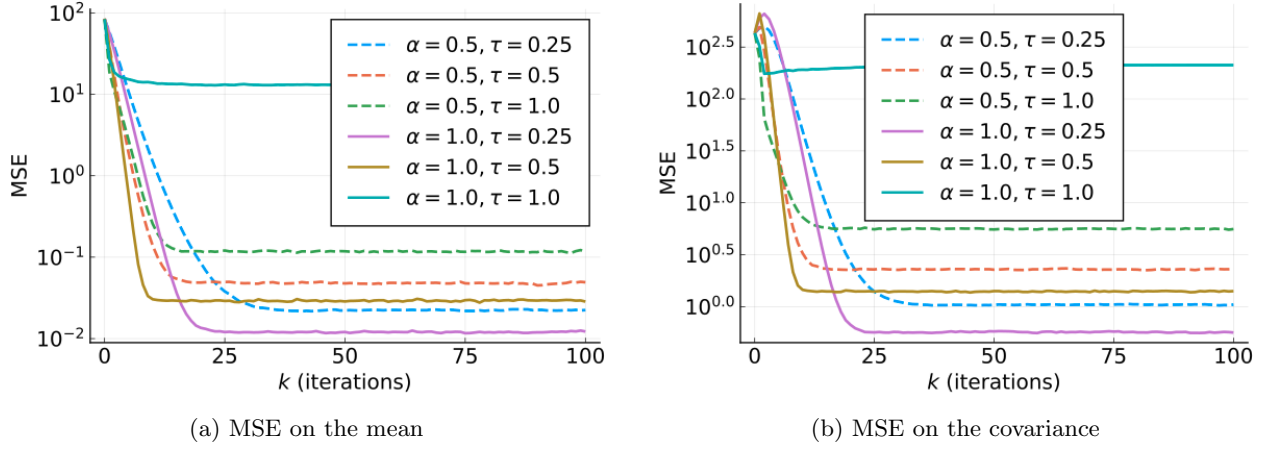 10²
10¹
10⁰
10⁻¹
10⁻²
MSE
0
25
50
75
100
k (iterations)
α = 0.5, τ = 0.25
α = 0.5, τ = 0.5
α = 0.5, τ = 1.0
α = 1.0, τ = 0.25
α = 1.0, τ = 0.5
α = 1.0, τ = 1.0
(a) MSE on the mean
10^2.5
10^2.0
10^1.5
10^1.0
10^0.5
10^0.0
MSE
0
25
50
75
100
k (iterations)
α = 0.5, τ = 0.25
α = 0.5, τ = 0.5
α = 0.5, τ = 1.0
α = 1.0, τ = 0.25
α = 1.0, τ = 0.5
α = 1.0, τ = 1.0
(b) MSE on the covariance